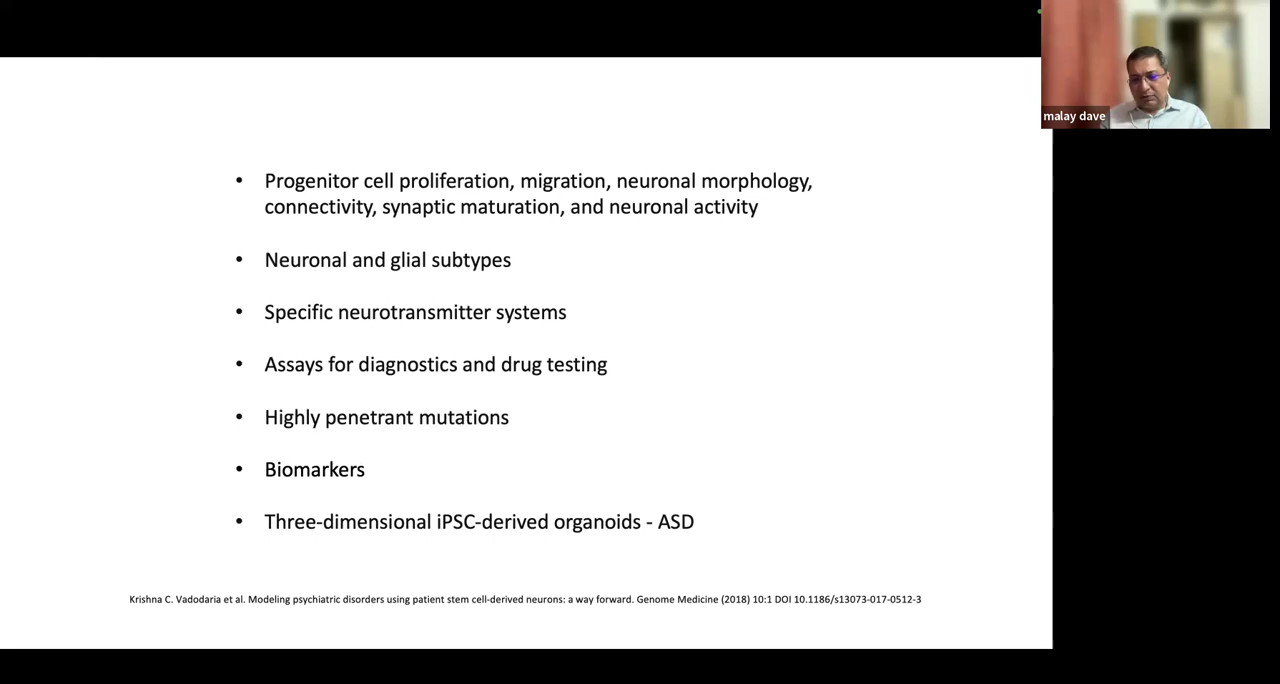 malay dave
• Progenitor cell proliferation, migration, neuronal morphology,
connectivity, synaptic maturation, and neuronal activity
• Neuronal and glial subtypes
• Specific neurotransmitter systems
• Assays for diagnostics and drug testing
• Highly penetrant mutations
• Biomarkers
• Three-dimensional iPSC-derived organoids - ASD
Krishna C. Vadodaria et al. Modeling psychiatric disorders using patient stem cell-derived neurons: a way forward. Genome Medicine (2018) 10:1 DOI 10.1186/s13073-017-0512-3